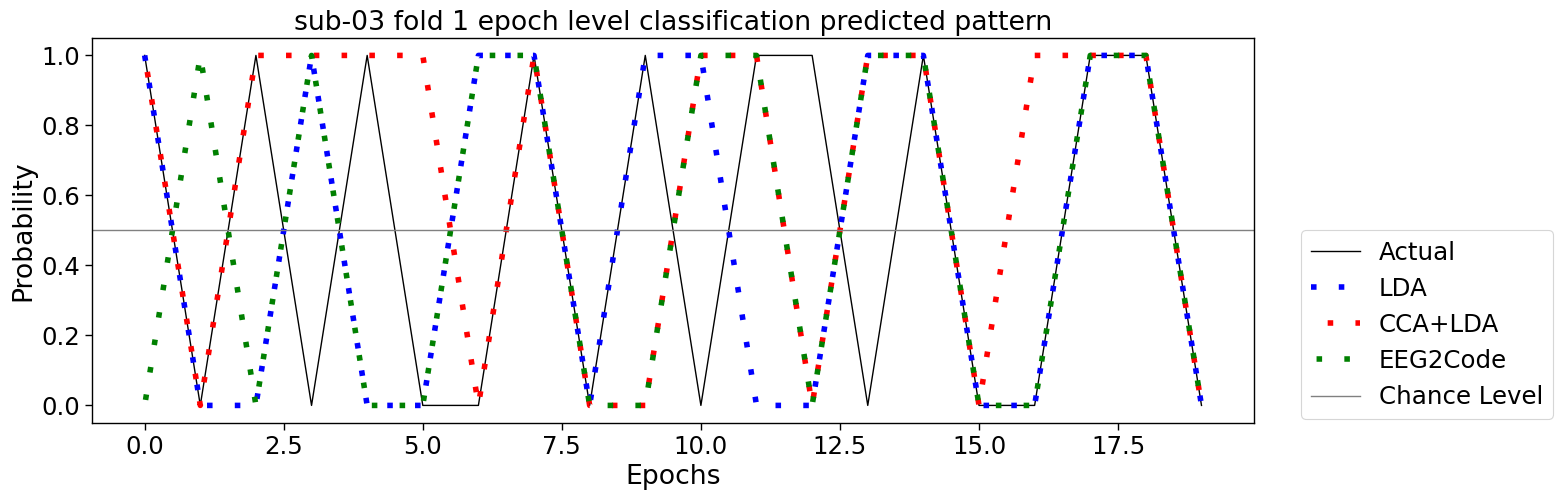 sub-03 fold 1 epoch level classification predicted pattern
1.0
0.8
0.6
0.4
0.2
0.0
Probability
0.0 2.5 5.0 7.5 10.0 12.5 15.0 17.5
Epochs
Actual
LDA
CCA+LDA
EEG2Code
Chance Level